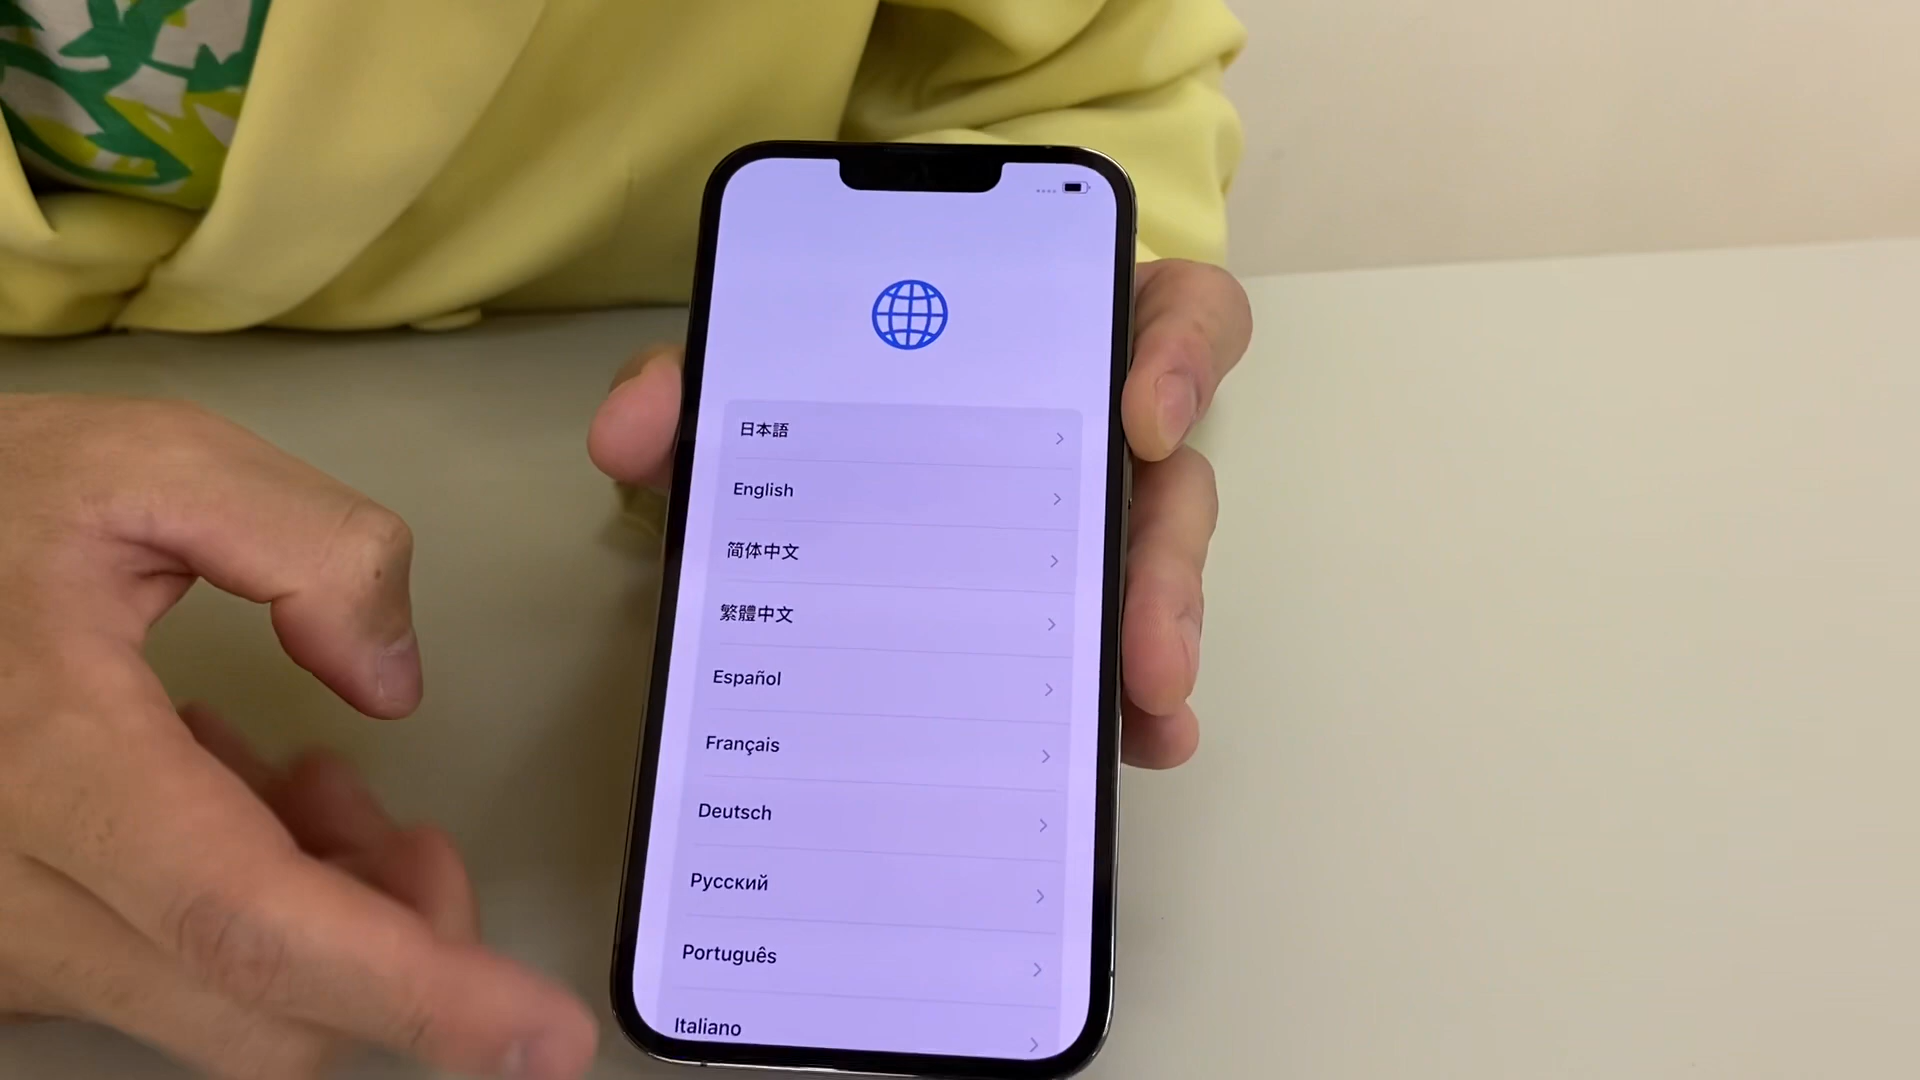 日本語
English
简体中文
繁體中文
Español
Français
Deutsch
Русский
Português
Italiano